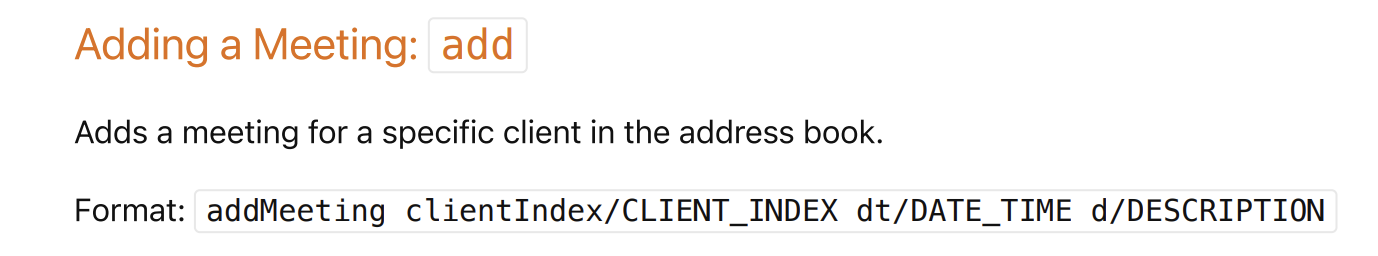 Adding a Meeting: add
Adds a meeting for a specific client in the address book.
Format: addMeeting clientIndex/CLIENT_INDEX dt/DATE_TIME d/DESCRIPTION